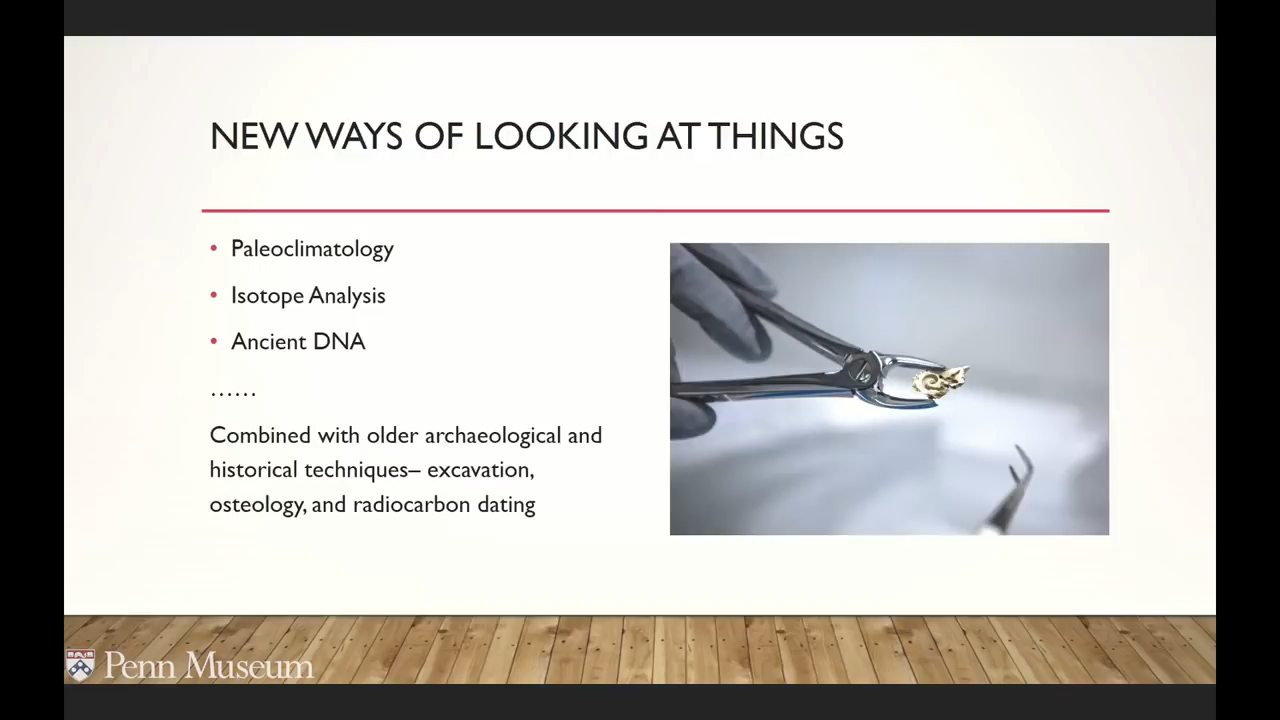 NEW WAYS OF LOOKING AT THINGS
• Paleoclimatology
• Isotope Analysis
• Ancient DNA
……
Combined with older archaeological and
historical techniques– excavation,
osteology, and radiocarbon dating
Penn Museum